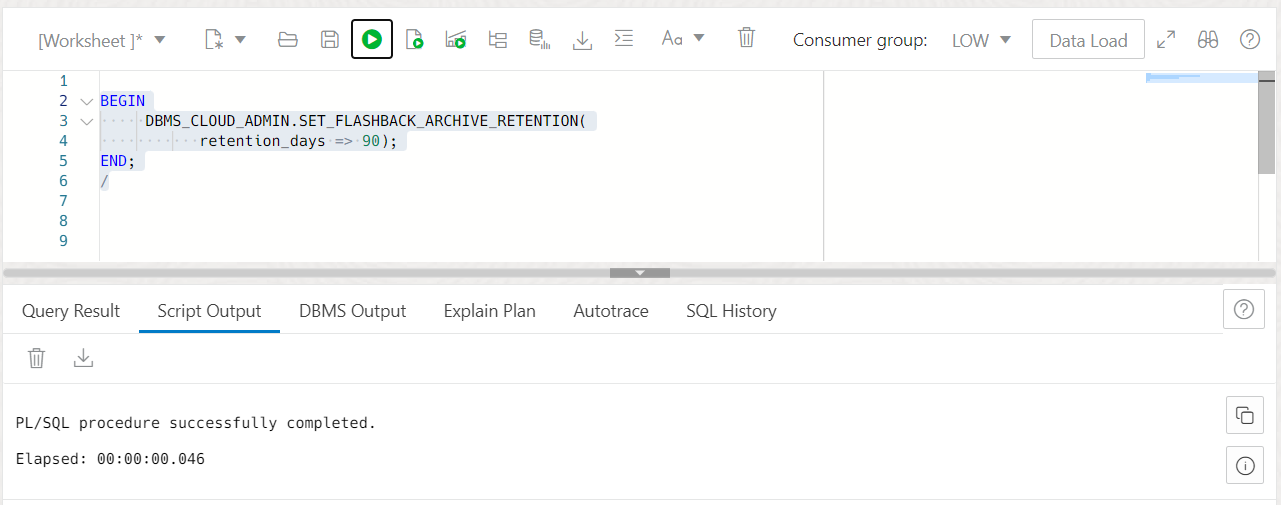 [Worksheet ]*
Aa
Consumer group: LOW
Data Load
1
2 BEGIN
3 DBMS_CLOUD_ADMIN.SET_FLASHBACK_ARCHIVE_RETENTION(
4 retention_days => 90);
5 END;
6 /
7
8
9
Query Result Script Output DBMS Output Explain Plan Autotrace SQL History
PL/SQL procedure successfully completed.
Elapsed: 00:00:00.046